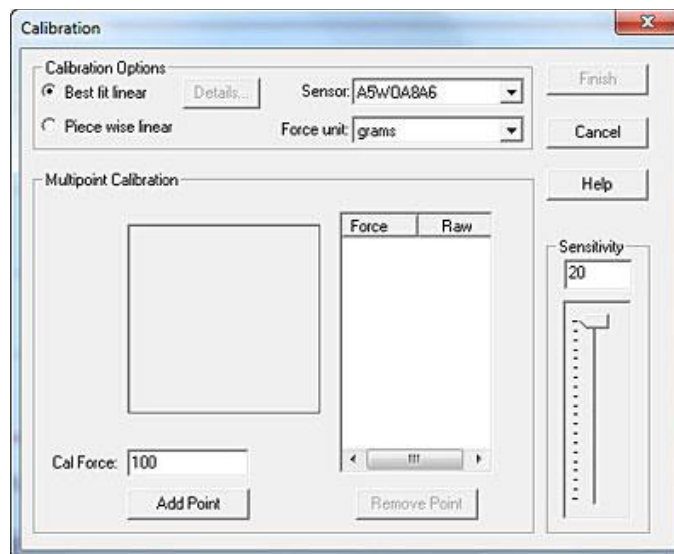 Calibration
Calibration Options
Best fit linear
Details...
Sensor: A5W0A8A6
Finish
Piece wise linear
Force unit: grams
Cancel
Help
Multipoint Calibration
Force Raw
Sensitivity
20
Cal Force: 100
Add Point
Remove Point